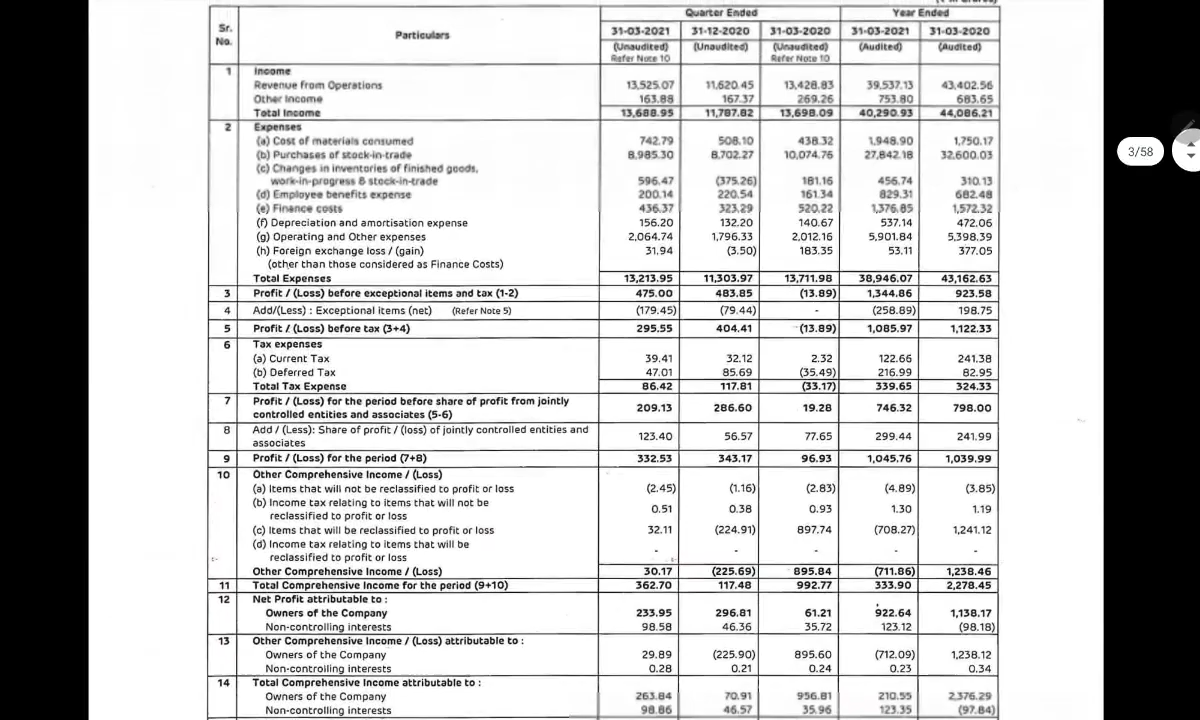 Quarter Ended Year Ended
Sr. No. Particulars 31-03-2021 31-12-2020 31-03-2020 31-03-2021 31-03-2020
(Unaudited) (Unaudited) (Unaudited) (Audited) (Audited)
Refer Note 10 Refer Note 10
1 Income
Revenue from Operations 13,525.07 11,620.45 13,428.83 39,537.13 43,402.56
Other Income 163.88 167.37 269.26 753.80 683.65
Total Income 13,688.95 11,787.82 13,698.09 40,290.93 44,086.21
2 Expenses
(a) Cost of materials consumed 742.79 508.10 438.32 1,948.90 1,750.17
(b) Purchases of stock-in-trade 8,985.30 8,702.27 10,074.76 27,842.18 32,600.03
(c) Changes in inventories of finished goods,
work-in-progress & stock-in-trade 596.47 (375.26) 181.16 456.74 310.13
(d) Employee benefits expense 200.14 220.54 161.34 829.31 682.48
(e) Finance costs 436.37 323.29 520.22 1,376.85 1,572.32
(f) Depreciation and amortisation expense 156.20 132.20 140.67 537.14 472.06
(g) Operating and Other expenses 2,064.74 1,796.33 2,012.16 5,901.84 5,398.39
(h) Foreign exchange loss / (gain) 31.94 (3.50) 183.35 53.11 377.05
(other than those considered as Finance Costs)
Total Expenses 13,213.95 11,303.97 13,711.98 38,946.07 43,162.63
3 Profit / (Loss) before exceptional items and tax (1-2) 475.00 483.85 (13.89) 1,344.86 923.58
4 Add/(Less) : Exceptional items (net) (Refer Note 5) (179.45) (79.44) - (258.89) 198.75
5 Profit / (Loss) before tax (3+4) 295.55 404.41 (13.89) 1,085.97 1,122.33
6 Tax expenses
(a) Current Tax 39.41 32.12 2.32 122.66 241.38
(b) Deferred Tax 47.01 85.69 (35.49) 216.99 82.95
Total Tax Expense 86.42 117.81 (33.17) 339.65 324.33
7 Profit / (Loss) for the period before share of profit from jointly
controlled entities and associates (5-6) 209.13 286.60 19.28 746.32 798.00
8 Add / (Less): Share of profit / (loss) of jointly controlled entities and
associates 123.40 56.57 77.65 299.44 241.99
9 Profit / (Loss) for the period (7+8) 332.53 343.17 96.93 1,045.76 1,039.99
10 Other Comprehensive Income / (Loss)
(a) Items that will not be reclassified to profit or loss (2.45) (1.16) (2.83) (4.89) (3.85)
(b) Income tax relating to items that will not be
reclassified to profit or loss 0.51 0.38 0.93 1.30 1.19
(c) Items that will be reclassified to profit or loss 32.11 (224.91) 897.74 (708.27) 1,241.12
(d) Income tax relating to items that will be
reclassified to profit or loss - - - - -
Other Comprehensive Income / (Loss) 30.17 (225.69) 895.84 (711.86) 1,238.46
11 Total Comprehensive Income for the period (9+10) 362.70 117.48 992.77 333.90 2,278.45
12 Net Profit attributable to :
Owners of the Company 233.95 296.81 61.21 922.64 1,138.17
Non-controlling interests 98.58 46.36 35.72 123.12 (98.18)
13 Other Comprehensive Income / (Loss) attributable to :
Owners of the Company 29.89 (225.90) 895.60 (712.09) 1,238.12
Non-controlling interests 0.28 0.21 0.24 0.23 0.34
14 Total Comprehensive Income attributable to :
Owners of the Company 263.84 70.91 956.81 210.55 2,376.29
Non-controlling interests 98.86 46.57 35.96 123.35 (97.84)
3/58